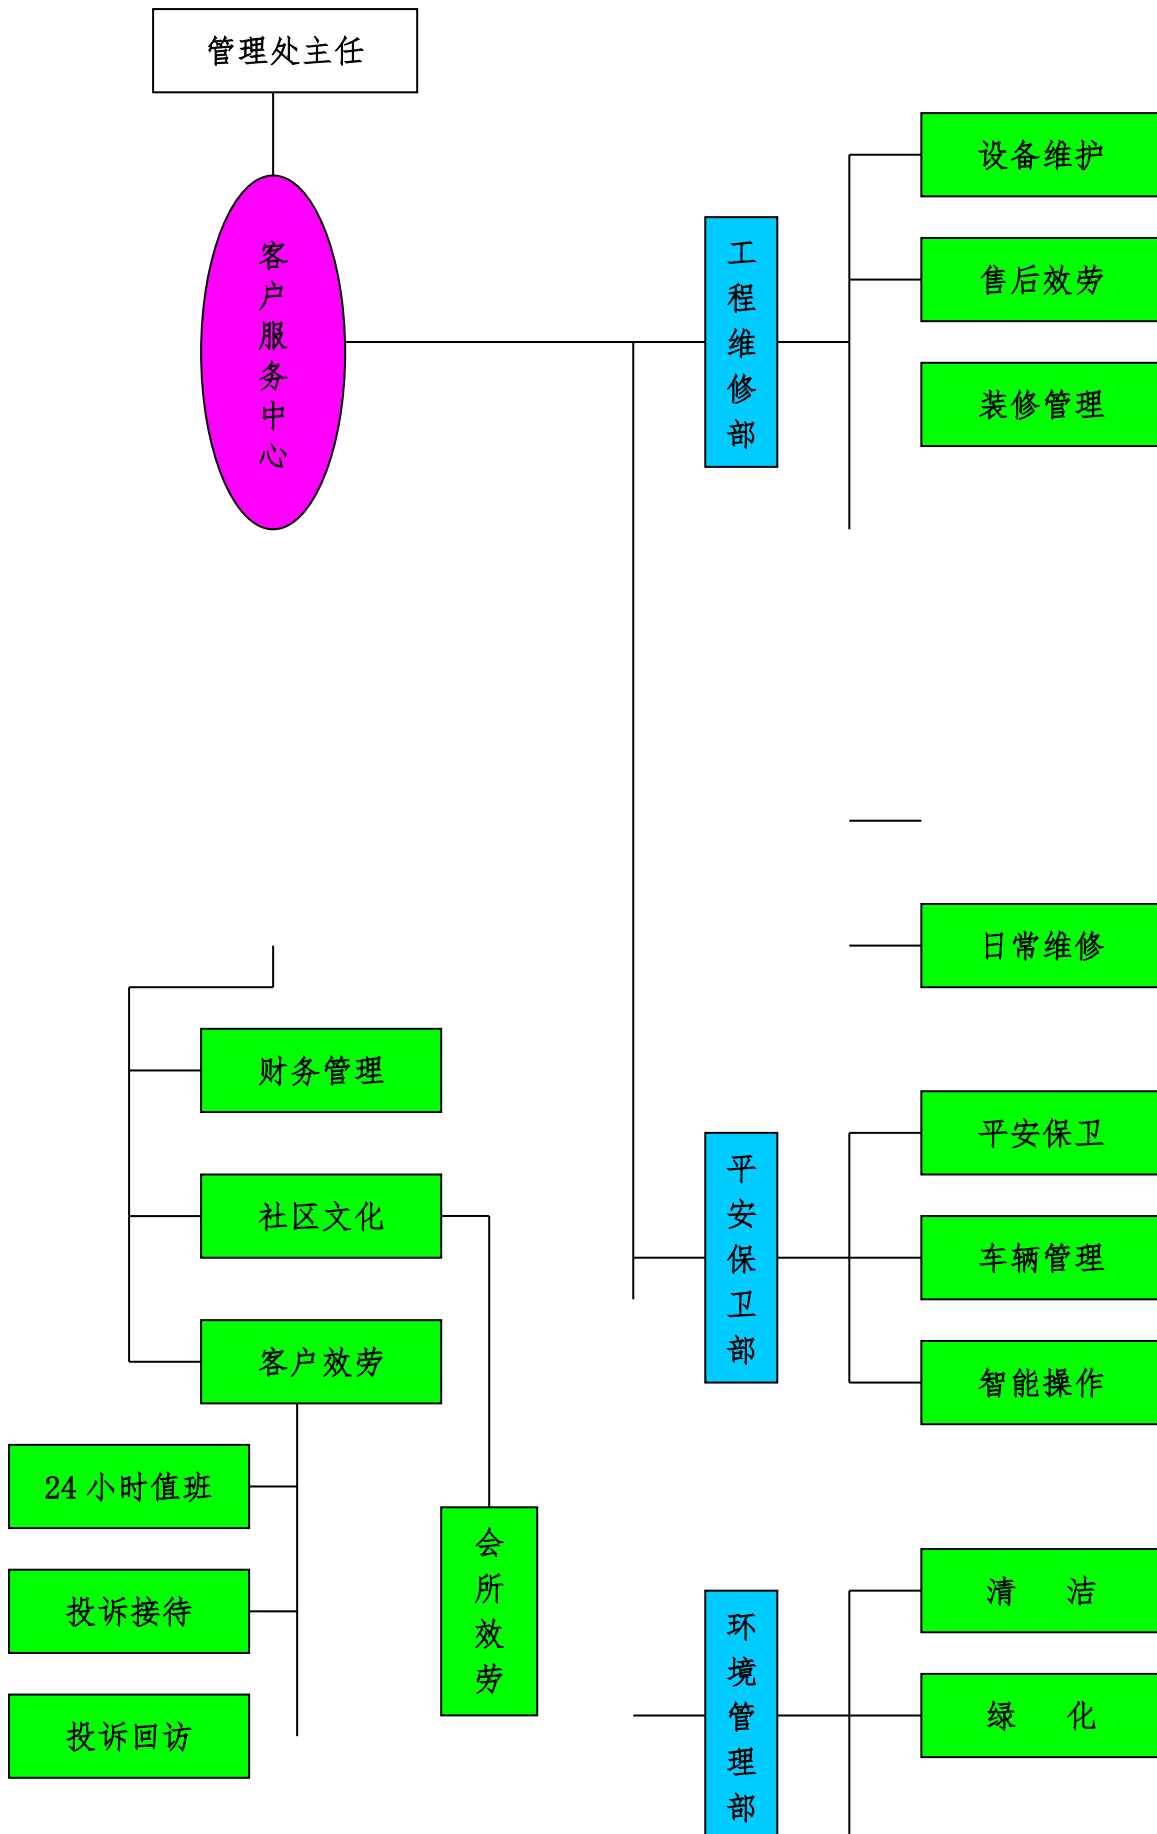 管理处主任
客户服务中心
工程维修部
设备维护
售后效劳
装修管理
日常维修
财务管理
社区文化
客户效劳
24小时值班
投诉接待
投诉回访
会所效劳
平安保卫部
平安保卫
车辆管理
智能操作
环境管理部
清 洁
绿 化